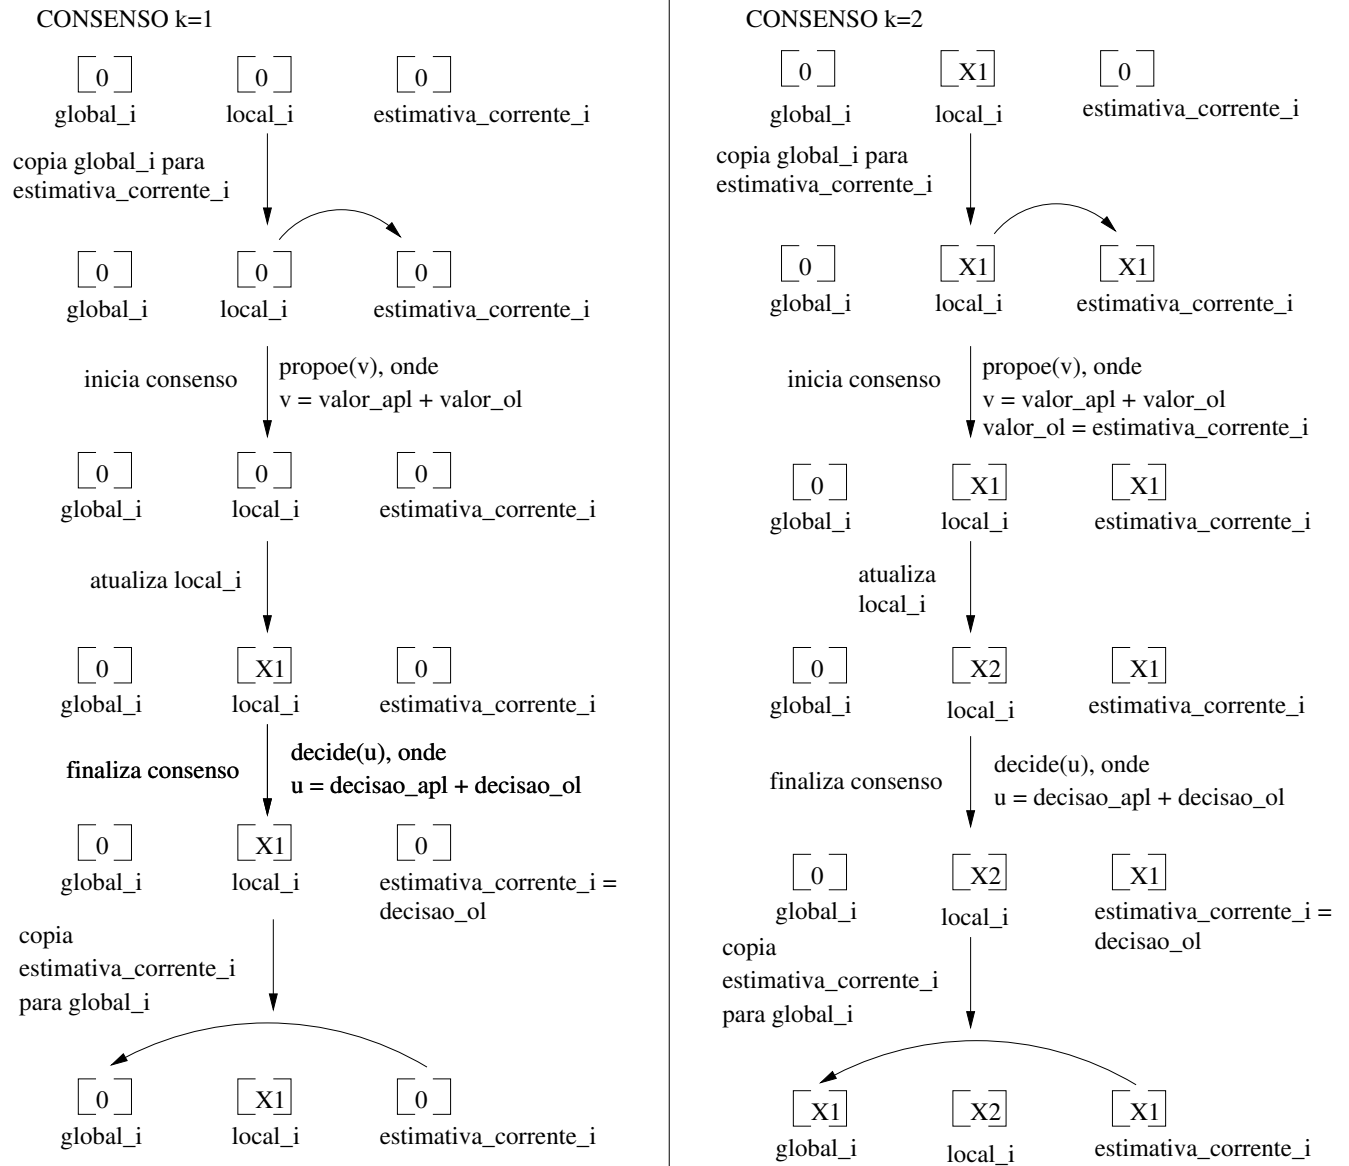 CONSENSO k=1
0 0 0
global_i local_i estimativa_corrente_i
copia global_i para
estimativa_corrente_i
0 0 0
global_i local_i estimativa_corrente_i
inicia consenso
propoe(v), onde
v = valor_apl + valor_ol
0 0 0
global_i local_i estimativa_corrente_i
atualiza local_i
0 X1 0
global_i local_i estimativa_corrente_i
finaliza consenso
decide(u), onde
u = decisao_apl + decisao_ol
0 X1 0
global_i local_i estimativa_corrente_i =
decisao_ol
copia
estimativa_corrente_i
para global_i
0 X1 0
global_i local_i estimativa_corrente_i
CONSENSO k=2
0 X1 0
global_i local_i estimativa_corrente_i
copia global_i para
estimativa_corrente_i
0 X1 X1
global_i local_i estimativa_corrente_i
inicia consenso
propoe(v), onde
v = valor_apl + valor_ol
valor_ol = estimativa_corrente_i
0 X1 X1
global_i local_i estimativa_corrente_i
atualiza
local_i
0 X2 X1
global_i local_i estimativa_corrente_i
finaliza consenso
decide(u), onde
u = decisao_apl + decisao_ol
0 X2 X1
global_i local_i estimativa_corrente_i =
decisao_ol
copia
estimativa_corrente_i
para global_i
X1 X2 X1
global_i local_i estimativa_corrente_i